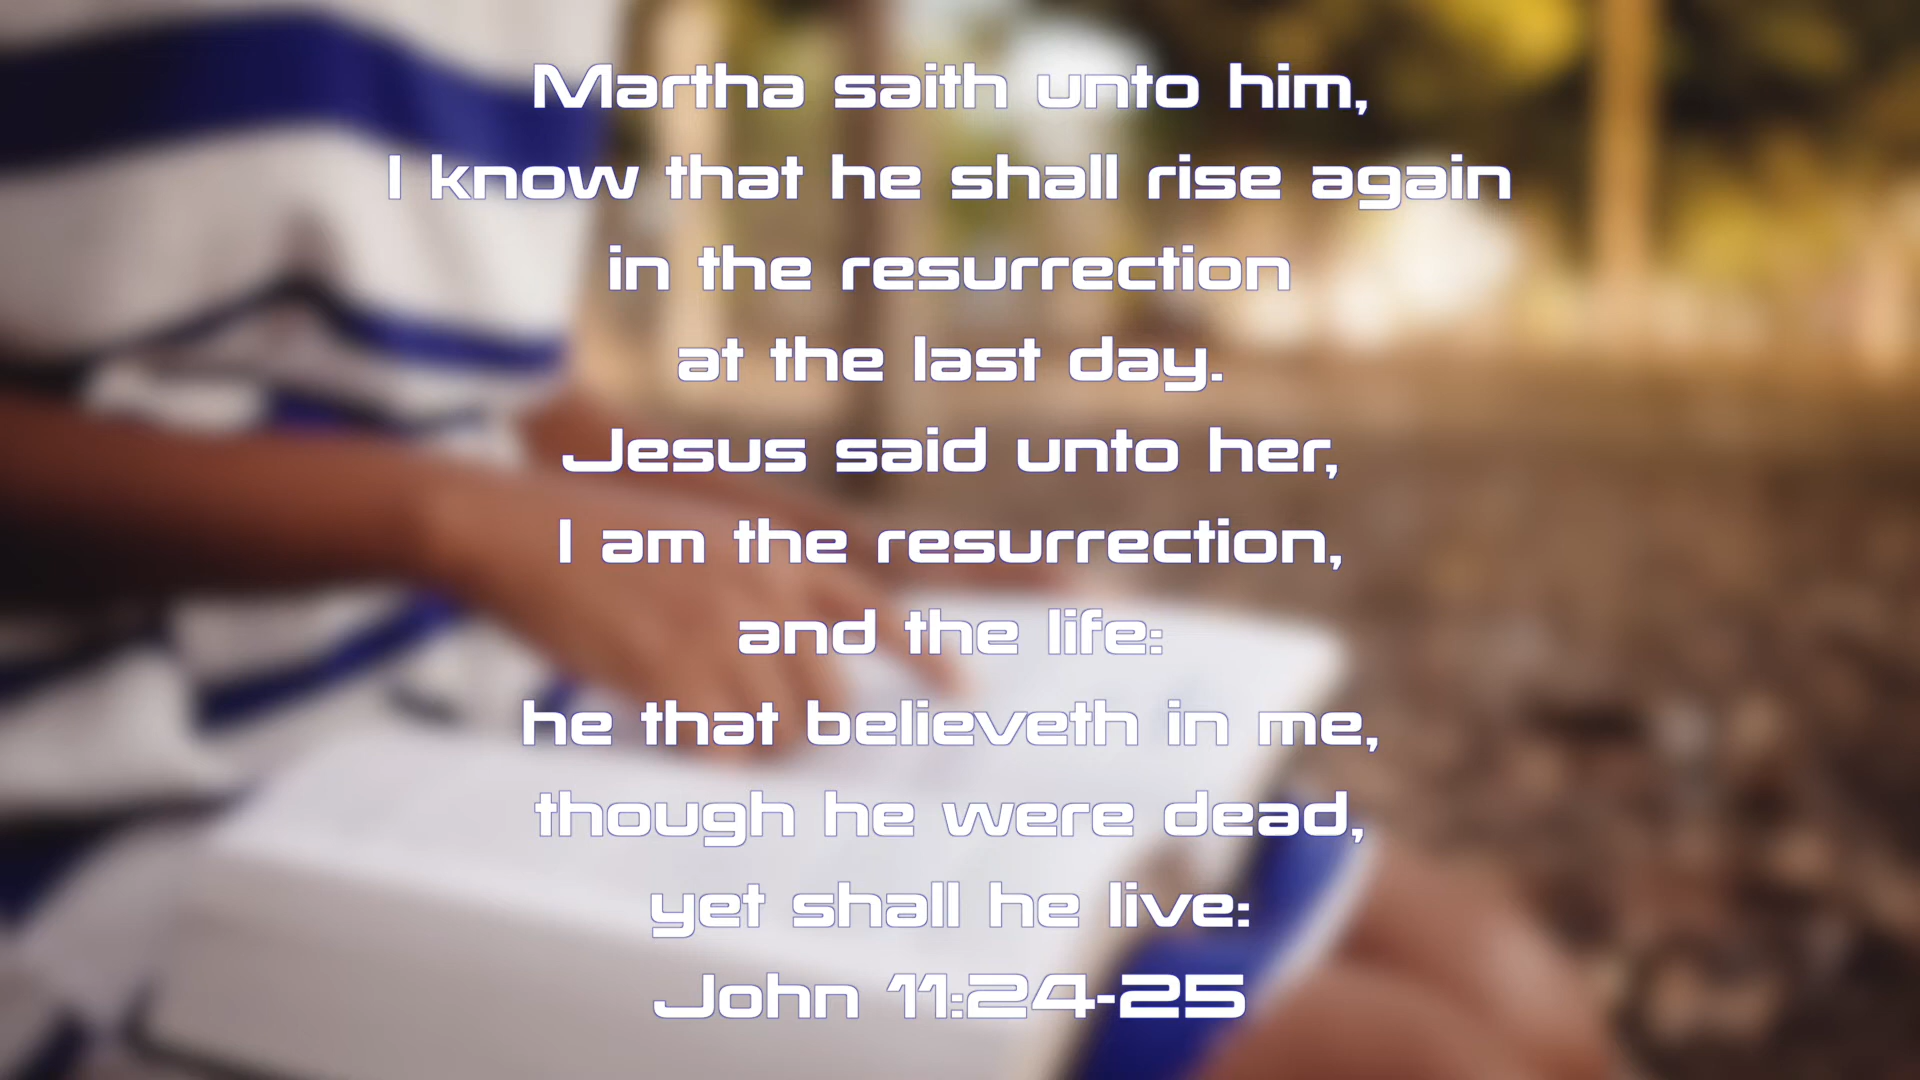 Martha saith unto him,
I know that he shall rise again
in the resurrection
at the last day.
Jesus said unto her,
I am the resurrection,
and the life:
he that believeth in me,
though he were dead,
yet shall he live:
John 11:24-25